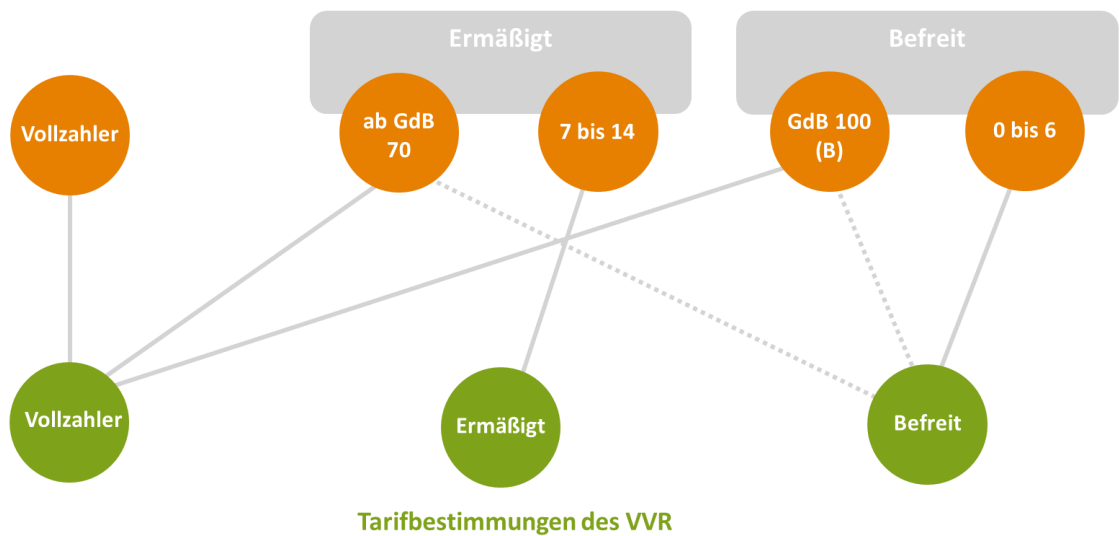 Ermäßigt
Befreit
Vollzahler
ab GdB
70
7 bis 14
GdB 100
(B)
0 bis 6
Vollzahler
Ermäßigt
Befreit
Tarifbestimmungen des VVR